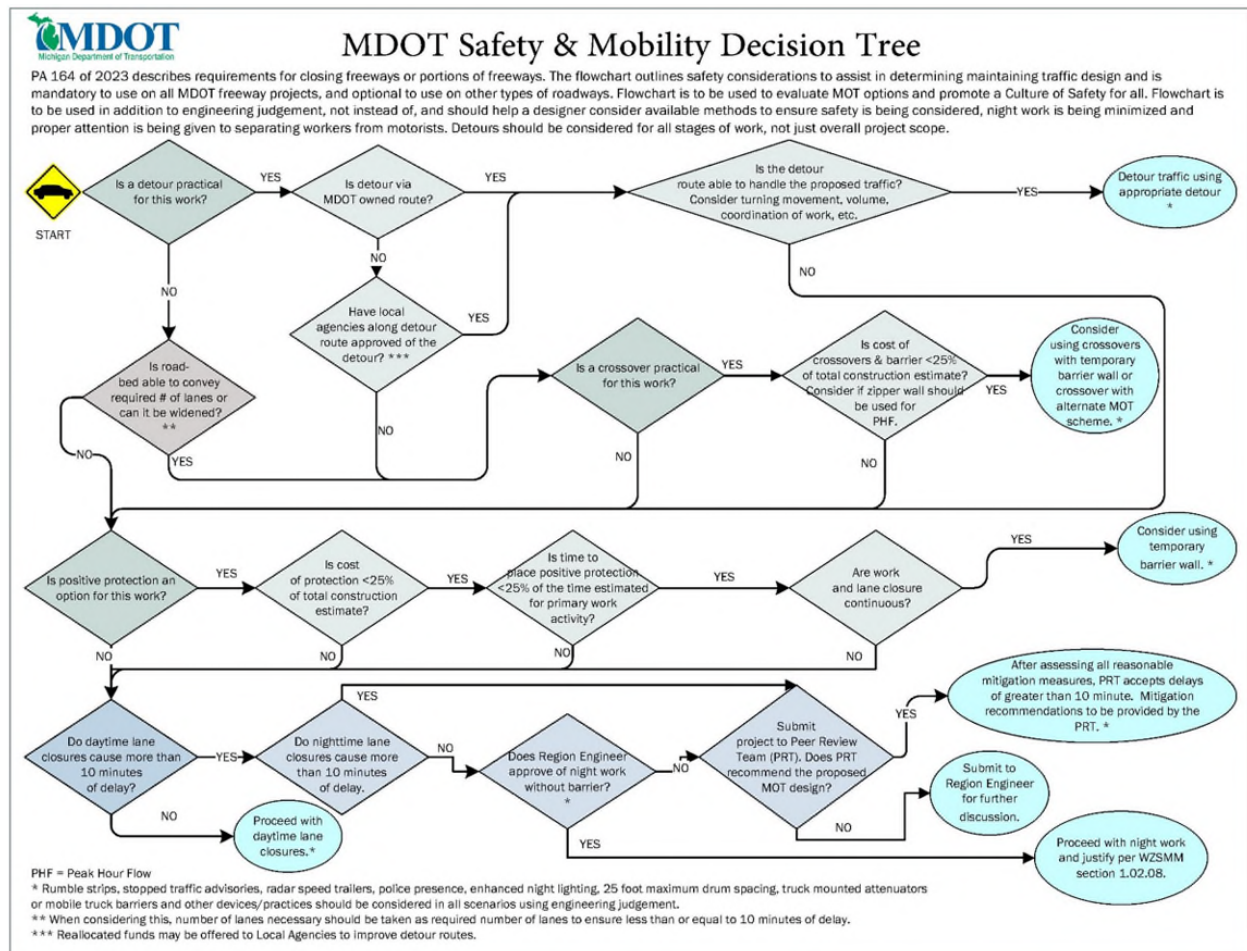 MDOT
Michigan Department of Transportation
MDOT Safety & Mobility Decision Tree
PA 164 of 2023 describes requirements for closing freeways or portions of freeways. The flowchart outlines safety considerations to assist in determining maintaining traffic design and is
mandatory to use on all MDOT freeway projects, and optional to use on other types of roadways. Flowchart is to be used to evaluate MOT options and promote a Culture of Safety for all. Flowchart is
to be used in addition to engineering judgement, not instead of, and should help a designer consider available methods to ensure safety is being considered, night work is being minimized and
proper attention is being given to separating workers from motorists. Detours should be considered for all stages of work, not just overall project scope.
START
Is a detour practical
for this work?
YES
Is detour via
MDOT owned route?
YES
Is the detour
route able to handle the proposed traffic?
Consider turning movement, volume,
coordination of work, etc.
YES
Detour traffic using
appropriate detour
*
NO
NO
NO
Have local
agencies along detour
route approved of the
detour? ***
YES
Is road-
bed able to convey
required # of lanes or
can it be widened?
**
Is a crossover practical
for this work?
YES
Is cost of
crossovers & barrier <25%
of total construction estimate?
Consider if zipper wall should
be used for
PHF.
YES
Consider
using crossovers
with temporary
barrier wall or
crossover with
alternate MOT
scheme. *
NO
YES
NO
NO
NO
Is positive protection an
option for this work?
YES
Is cost
of protection <25%
of total construction
estimate?
YES
Is time to
place positive protection
<25% of the time estimated
for primary work
activity?
YES
Are work
and lane closure
continuous?
YES
Consider using
temporary
barrier wall. *
NO
NO
NO
NO
Do daytime lane
closures cause more than
10 minutes
of delay?
YES
Do nighttime lane
closures cause more
than 10 minutes
of delay.
YES
NO
Does Region Engineer
approve of night work
without barrier?
*
NO
Submit
project to Peer Review
Team (PRT). Does PRT
recommend the proposed
MOT design?
YES
After assessing all reasonable
mitigation measures, PRT accepts delays
of greater than 10 minute. Mitigation
recommendations to be provided by the
PRT. *
NO
Submit to
Region Engineer
for further
discussion.
NO
Proceed with
daytime lane
closures.*
YES
Proceed with night work
and justify per WZSMM
section 1.02.08.
PHF = Peak Hour Flow
* Rumble strips, stopped traffic advisories, radar speed trailers, police presence, enhanced night lighting, 25 foot maximum drum spacing, truck mounted attenuators
or mobile truck barriers and other devices/practices should be considered in all scenarios using engineering judgement.
** When considering this, number of lanes necessary should be taken as required number of lanes to ensure less than or equal to 10 minutes of delay.
*** Reallocated funds may be offered to Local Agencies to improve detour routes.